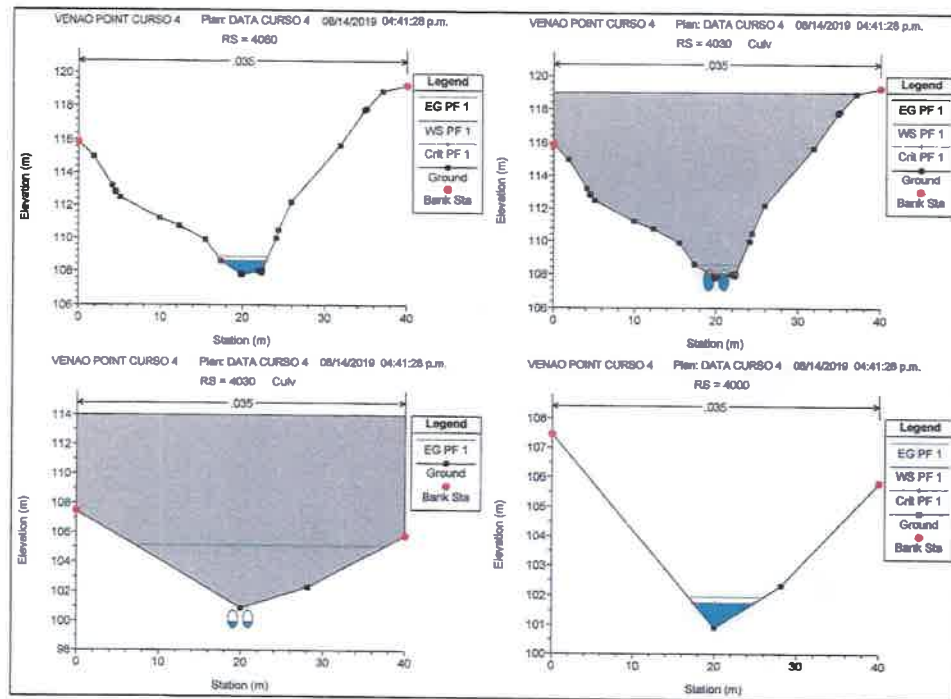 VENAO POINT CURSO 4 Plan: DATA CURSO 4 08/14/2019 04:41:28 p.m.
RS = 4060
.035
Legend
EG PF 1
WS PF 1
Crit PF 1
Ground
Bank Sta
Elevation (m)
120
118
116
114
112
110
108
106
0
10
20
30
40
Station (m)
VENAO POINT CURSO 4 Plan: DATA CURSO 4 08/14/2019 04:41:28 p.m.
RS = 4030 Culv
.035
Legend
EG PF 1
WS PF 1
Crit PF 1
Ground
Bank Sta
Elevation (m)
120
118
116
114
112
110
108
106
0
10
20
30
40
Station (m)
VENAO POINT CURSO 4 Plan: DATA CURSO 4 08/14/2019 04:41:28 p.m.
RS = 4030 Culv
.035
Legend
EG PF 1
Ground
Bank Sta
Elevation (m)
114
112
110
108
106
104
102
100
98
0
10
20
30
40
Station (m)
VENAO POINT CURSO 4 Plan: DATA CURSO 4 08/14/2019 04:41:28 p.m.
RS = 4000
.035
Legend
EG PF 1
WS PF 1
Crit PF 1
Ground
Bank Sta
Elevation (m)
108
107
106
105
104
103
102
101
100
0
10
20
30
40
Station (m)